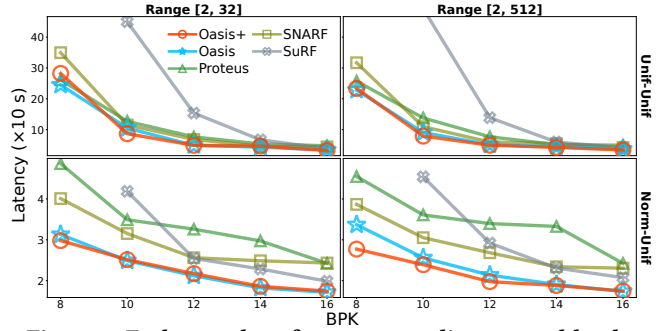 Range [2, 32]
Range [2, 512]
Oasis+
Oasis
Proteus
SNARF
SuRF
40
30
20
10
Unif-Unif
Latency (×10 s)
4
3
2
Norm-Unif
8 10 12 14 16
8 10 12 14 16
BPK